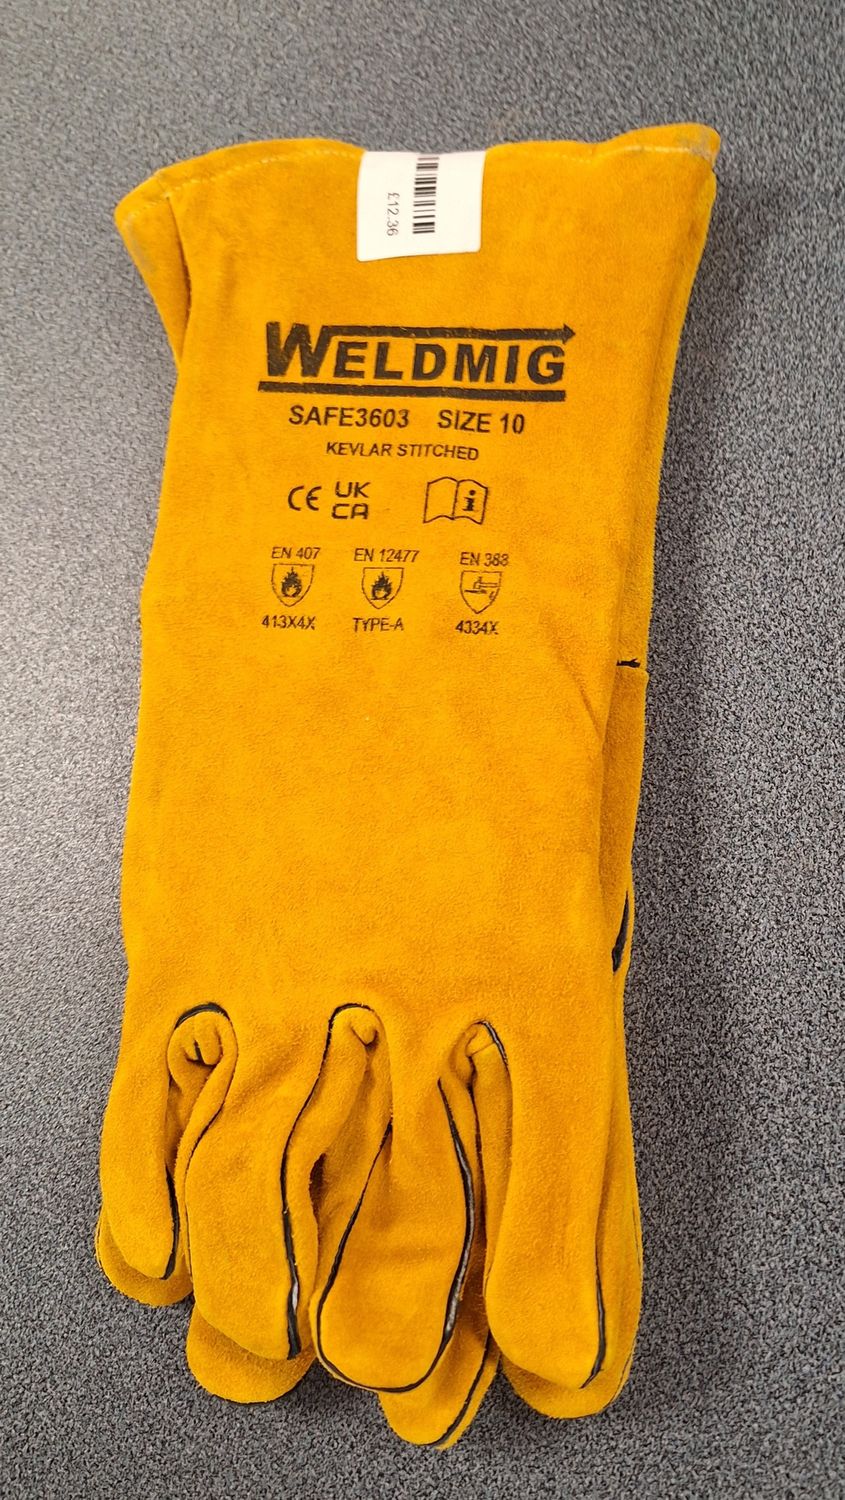 £12.36
WELDMIG
SAFE3603 SIZE 10
KEVLAR STITCHED
CE UK CA i
EN 407 EN 12477 EN 388
413X4X TYPE-A 4334X